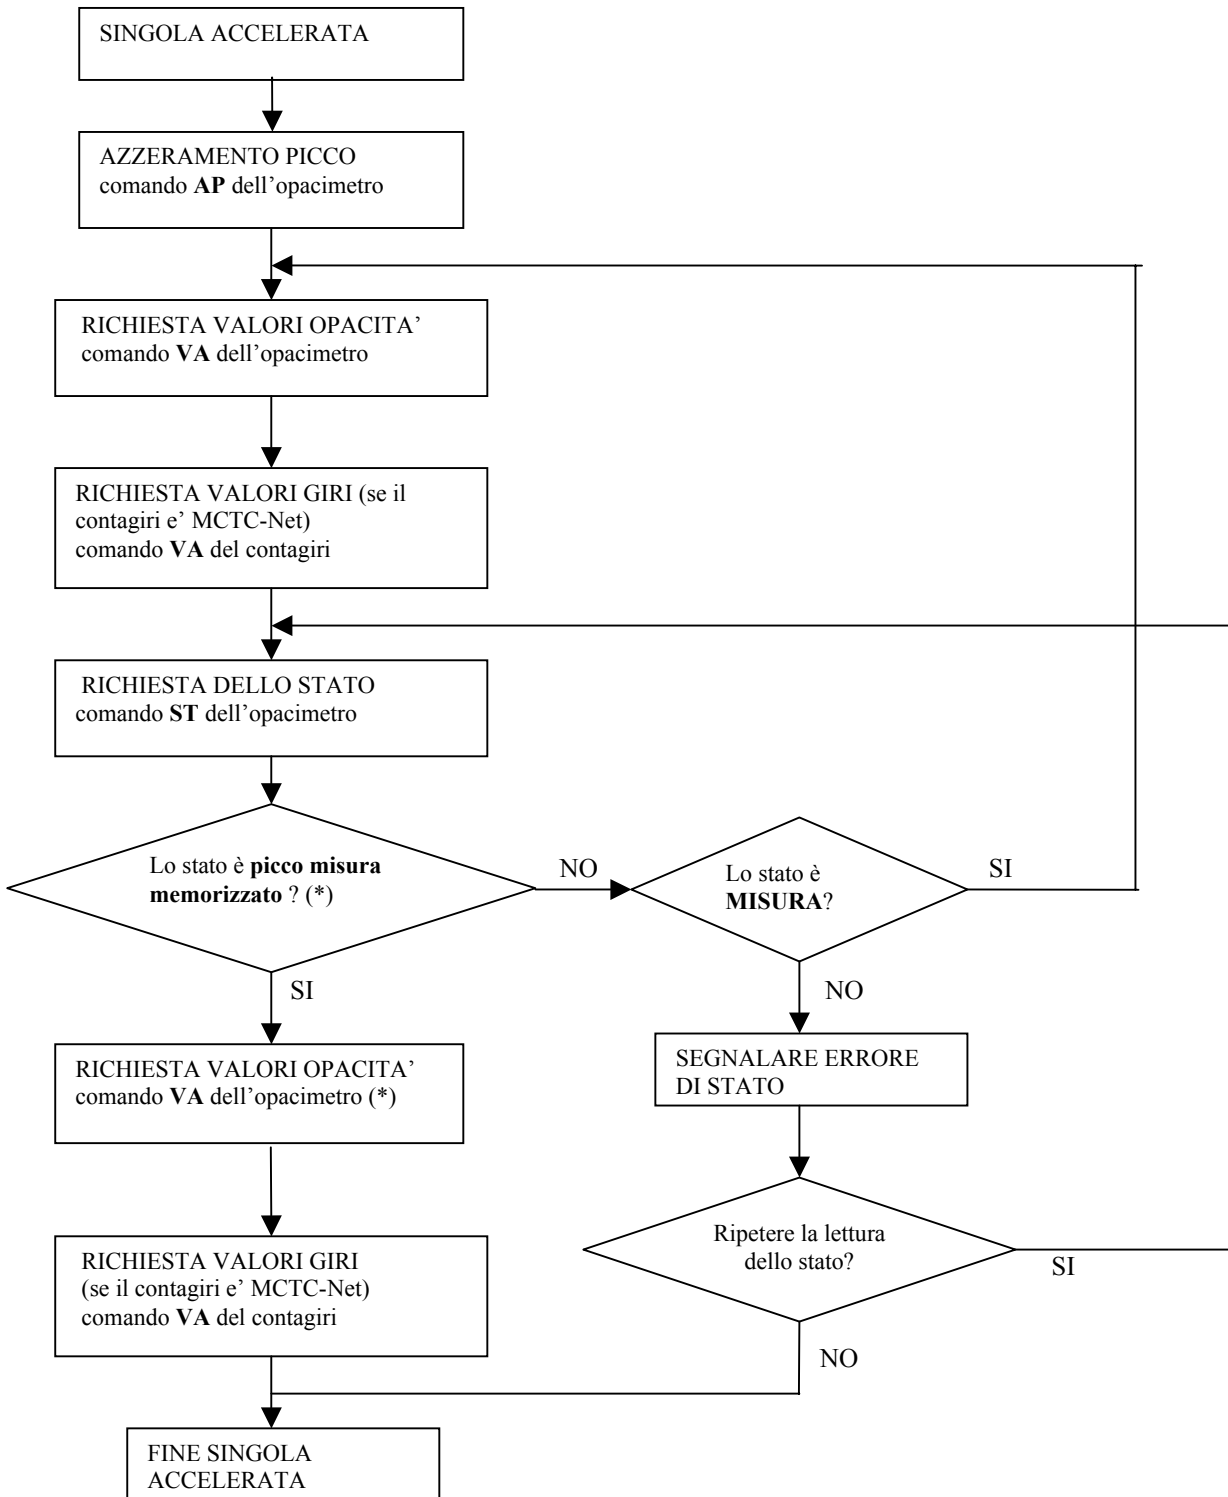 SINGOLA ACCELERATA
AZZERAMENTO PICCO
comando AP dell’opacimetro
RICHIESTA VALORI OPACITA’
comando VA dell’opacimetro
RICHIESTA VALORI GIRI (se il
contagiri e’ MCTC-Net)
comando VA del contagiri
RICHIESTA DELLO STATO
comando ST dell’opacimetro
Lo stato è picco misura
memorizzato ? (*)
NO
Lo stato è
MISURA?
SI
SI
NO
RICHIESTA VALORI OPACITA’
comando VA dell’opacimetro (*)
SEGNALARE ERRORE
DI STATO
Ripetere la lettura
dello stato?
SI
RICHIESTA VALORI GIRI
(se il contagiri e’ MCTC-Net)
comando VA del contagiri
NO
FINE SINGOLA
ACCELERATA